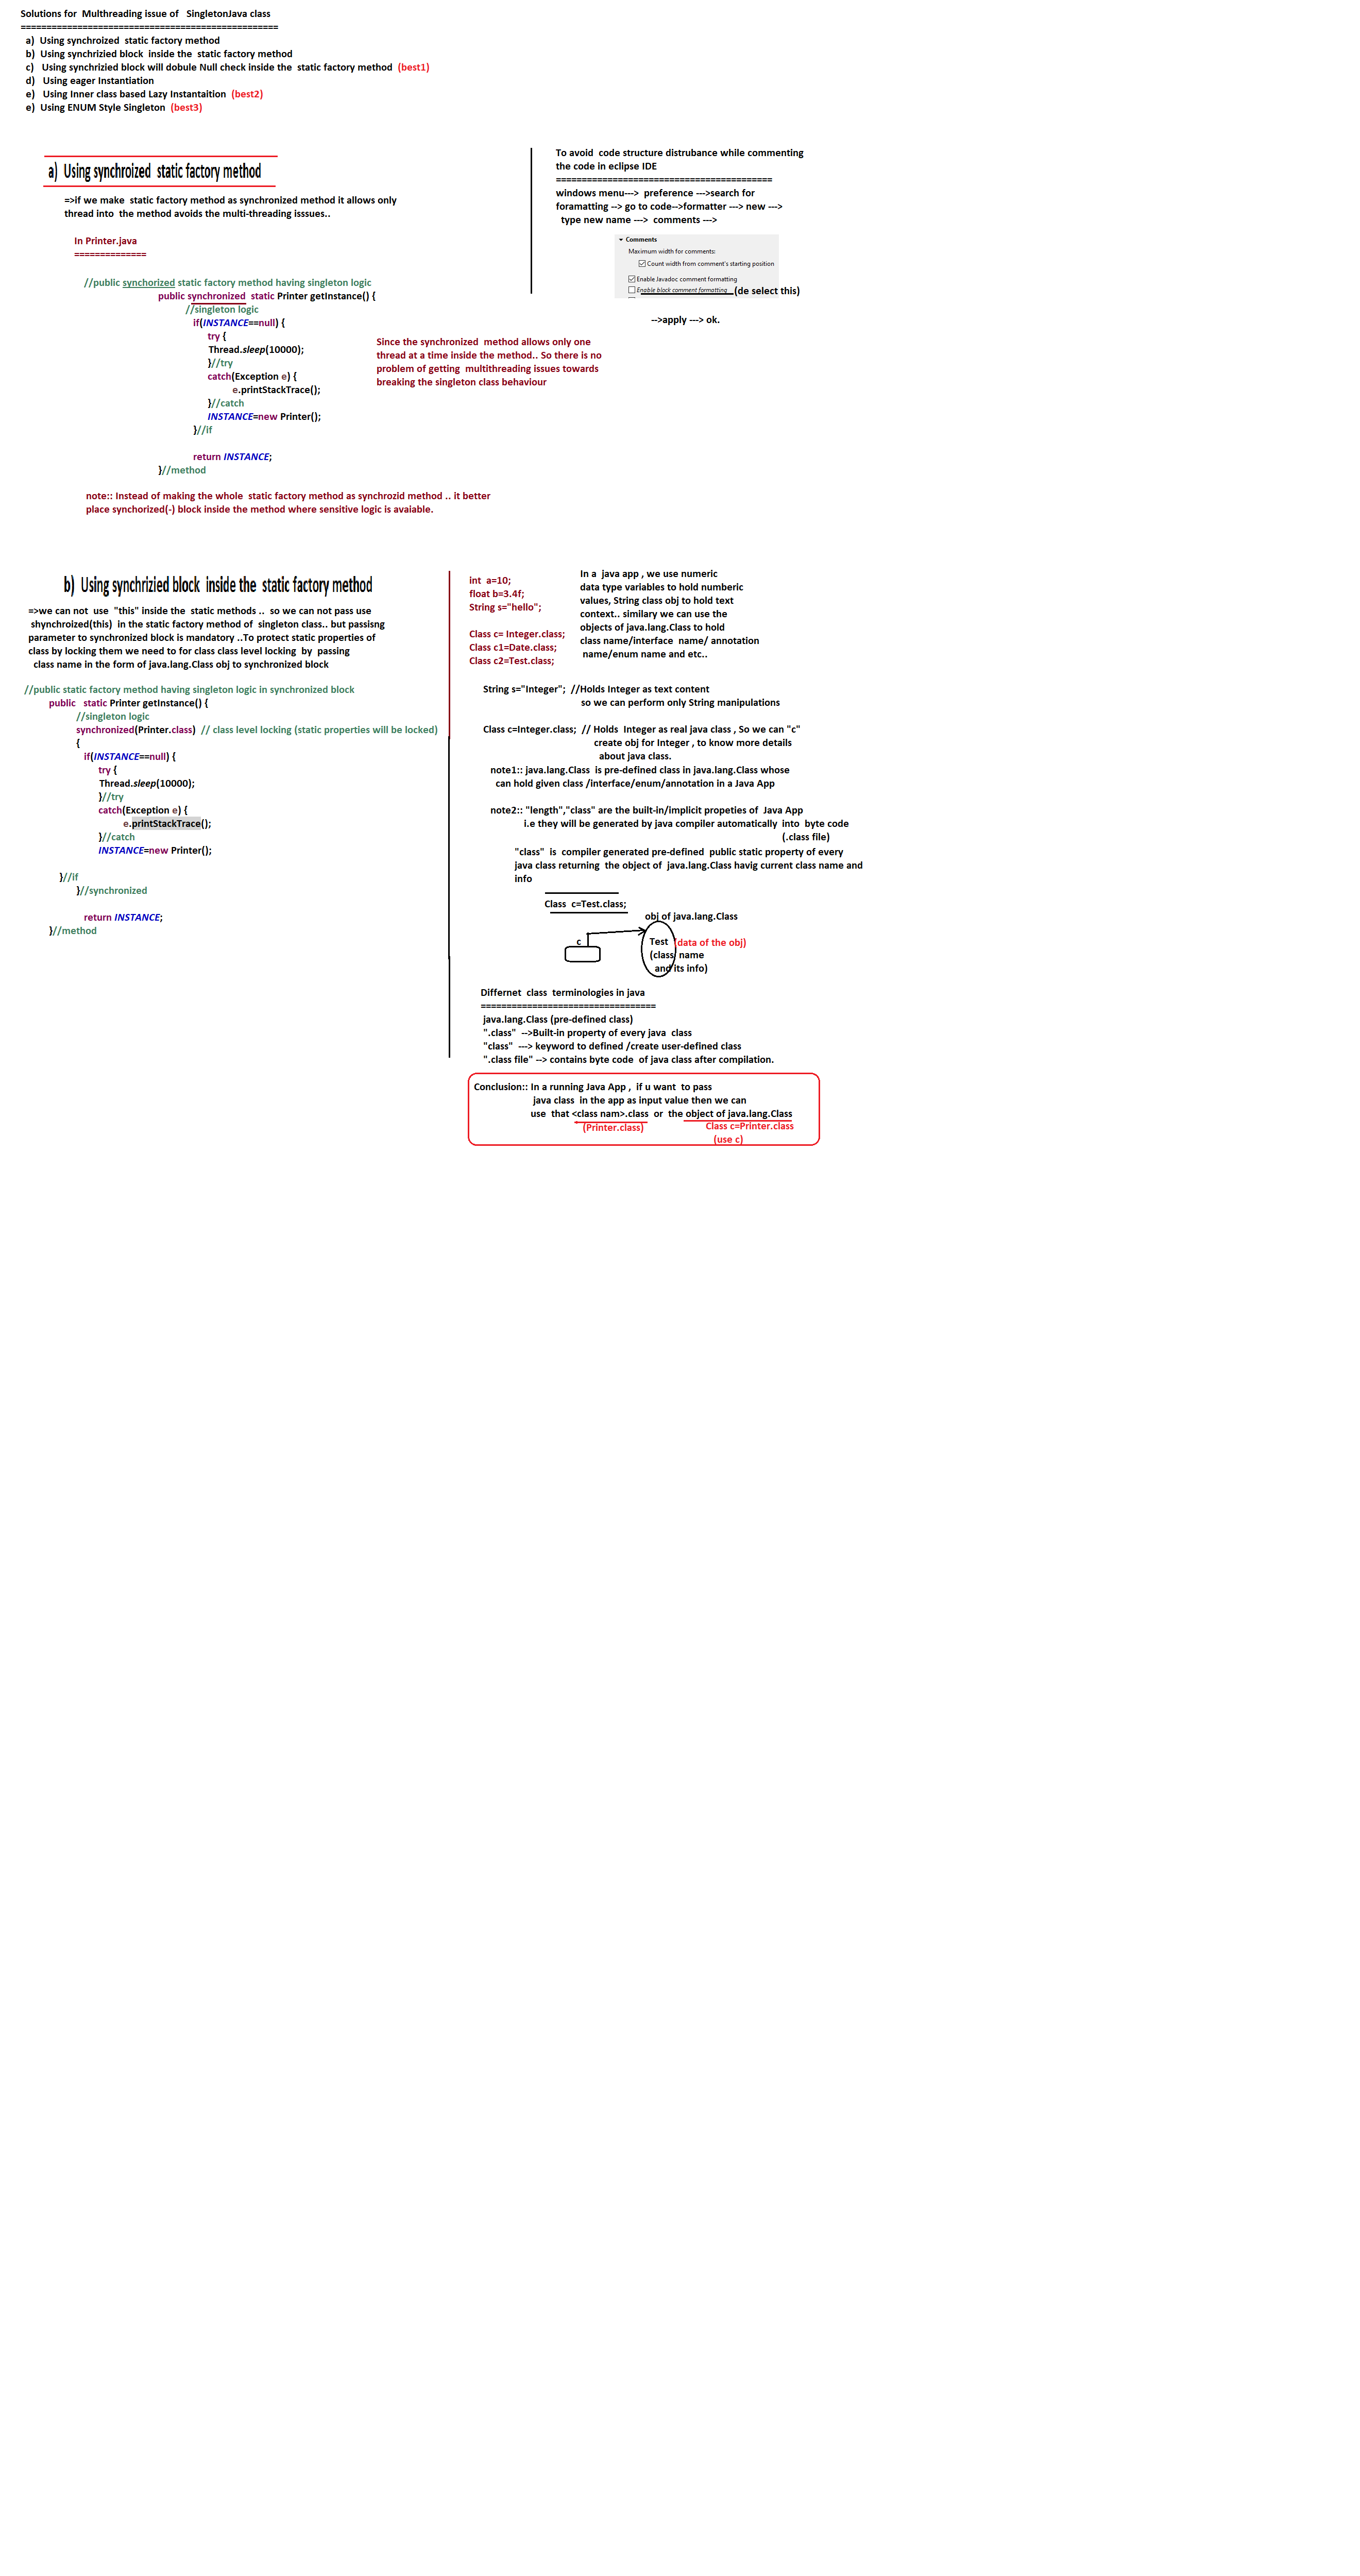 Solutions for  Multhreading issue of   SingletonJava class
==================================================
a)  Using synchroized  static factory method
b)  Using synchrizied block  inside the  static factory method
c)   Using synchrizied block will dobule Null check inside the  static factory method  (best1)
d)   Using eager Instantiation
e)   Using Inner class based Lazy Instantaition  (best2)
e)  Using ENUM Style Singleton  (best3)
a)  Using synchroized  static factory method
=>if we make  static factory method as synchronized method it allows only
thread into  the method avoids the multi-threading isssues..
In Printer.java
==============
//public synchorized static factory method having singleton logic
public synchronized  static Printer getInstance() {
//singleton logic
if(INSTANCE==null) {
try {
Thread.sleep(10000);
}//try
catch(Exception e) {
e.printStackTrace();
}//catch
INSTANCE=new Printer();
}//if
return INSTANCE;
}//method
Since the synchronized  method allows only one
thread at a time inside the method.. So there is no
problem of getting  multithreading issues towards
breaking the singleton class behaviour
note:: Instead of making the whole  static factory method as synchrozid method .. it better
place synchorized(-) block inside the method where sensitive logic is avaiable.
To avoid  code structure distrubance while commenting
the code in eclipse IDE
==========================================
windows menu--->  preference --->search for
foramatting --> go to code-->formatter ---> new --->
type new name --->  comments --->
Comments
Maximum width for comments:
Count width from comment's starting position
Enable Javadoc comment formatting
Enable block comment formatting (de select this)
-->apply ---> ok.
b)  Using synchrizied block  inside the  static factory method
=>we can not  use  "this" inside the  static methods ..  so we can not pass use
shynchroized(this)  in the static factory method of  singleton class.. but passisng
parameter to synchronized block is mandatory ..To protect static properties of
class by locking them we need to for class class level locking  by  passing
class name in the form of java.lang.Class obj to synchronized block
//public static factory method having singleton logic in synchronized block
public   static Printer getInstance() {
//singleton logic
synchronized(Printer.class)  // class level locking (static properties will be locked)
{
if(INSTANCE==null) {
try {
Thread.sleep(10000);
}//try
catch(Exception e) {
e.printStackTrace();
}//catch
INSTANCE=new Printer();
}//if
}//synchronized
return INSTANCE;
}//method
int  a=10;
float b=3.4f;
String s="hello";
Class c= Integer.class;
Class c1=Date.class;
Class c2=Test.class;
In a  java app , we use numeric
data type variables to hold numberic
values, String class obj to hold text
context.. similary we can use the
objects of java.lang.Class to hold
class name/interface  name/ annotation
name/enum name and etc..
String s="Integer";  //Holds Integer as text content
so we can perform only String manipulations
Class c=Integer.class;  // Holds  Integer as real java class , So we can "c"
create obj for Integer , to know more details
about java class.
note1:: java.lang.Class  is pre-defined class in java.lang.Class whose
can hold given class /interface/enum/annotation in a Java App
note2:: "length","class" are the built-in/implicit propeties of  Java App
i.e they will be generated by java compiler automatically  into  byte code
(.class file)
"class"  is  compiler generated pre-defined  public static property of every
java class returning  the object of  java.lang.Class havig current class name and
info
Class  c=Test.class;
obj of java.lang.Class
c
Test  (data of the obj)
(class name
and its info)
Differnet  class  terminologies in java
==================================
java.lang.Class (pre-defined class)
".class"  -->Built-in property of every java  class
"class"  ---> keyword to defined /create user-defined class
".class file" --> contains byte code  of java class after compilation.
Conclusion:: In a running Java App ,  if u want  to pass
java class  in the app as input value then we can
use  that <class nam>.class  or  the object of java.lang.Class
(Printer.class)
Class c=Printer.class
(use c)